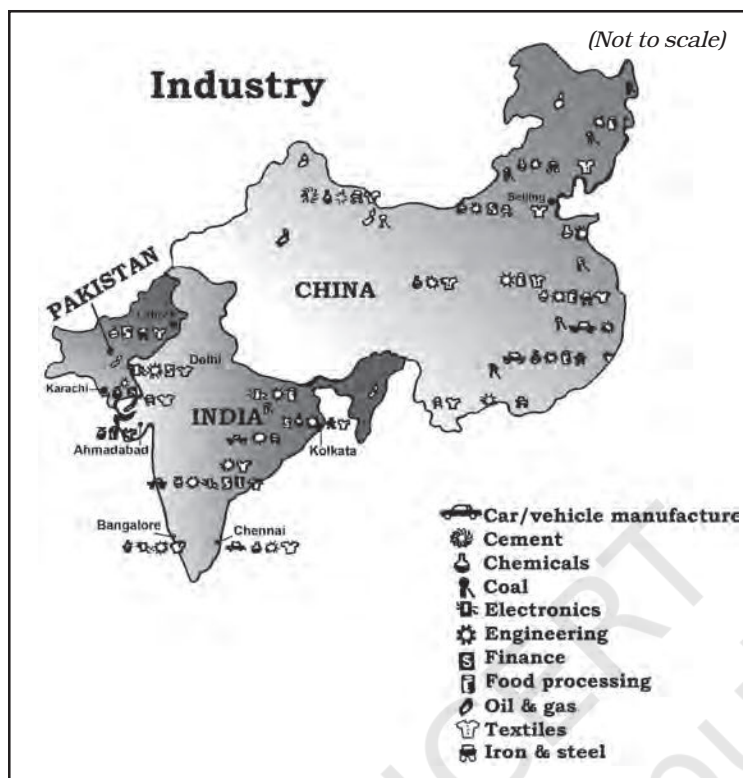 (Not to scale)
Industry
Beijing
PAKISTAN
CHINA
Lahore
Delhi
Karachi
INDIA
Ahmadabad
Kolkata
Bangalore
Chennai
Car/vehicle manufacture
Cement
Chemicals
Coal
Electronics
Engineering
Finance
Food processing
Oil & gas
Textiles
Iron & steel